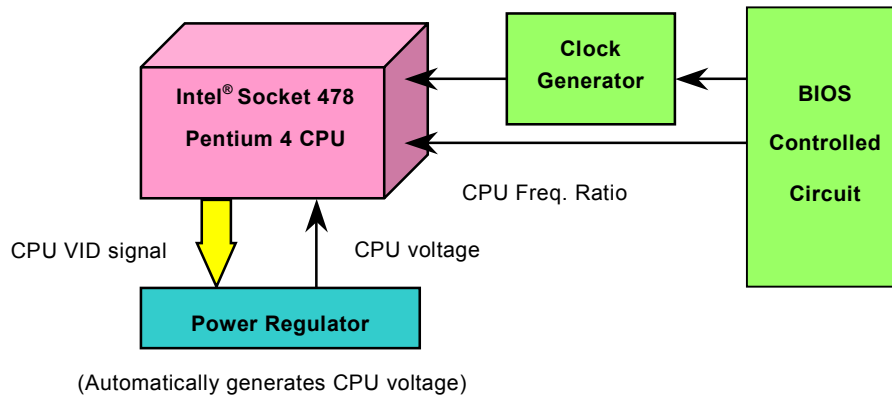 Clock
Generator
Intel® Socket 478
Pentium 4 CPU
BIOS
Controlled
Circuit
CPU Freq. Ratio
CPU VID signal
CPU voltage
Power Regulator
(Automatically generates CPU voltage)